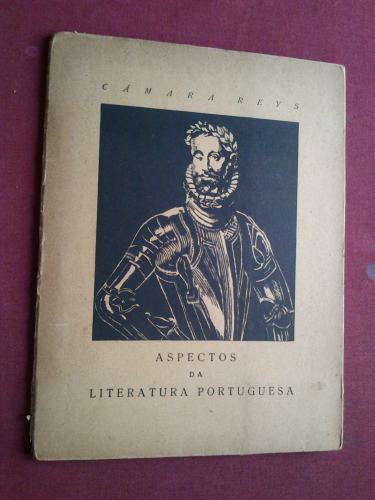 CÂMARA REYS
ASPECTOS
DA
LITERATURA PORTUGUESA